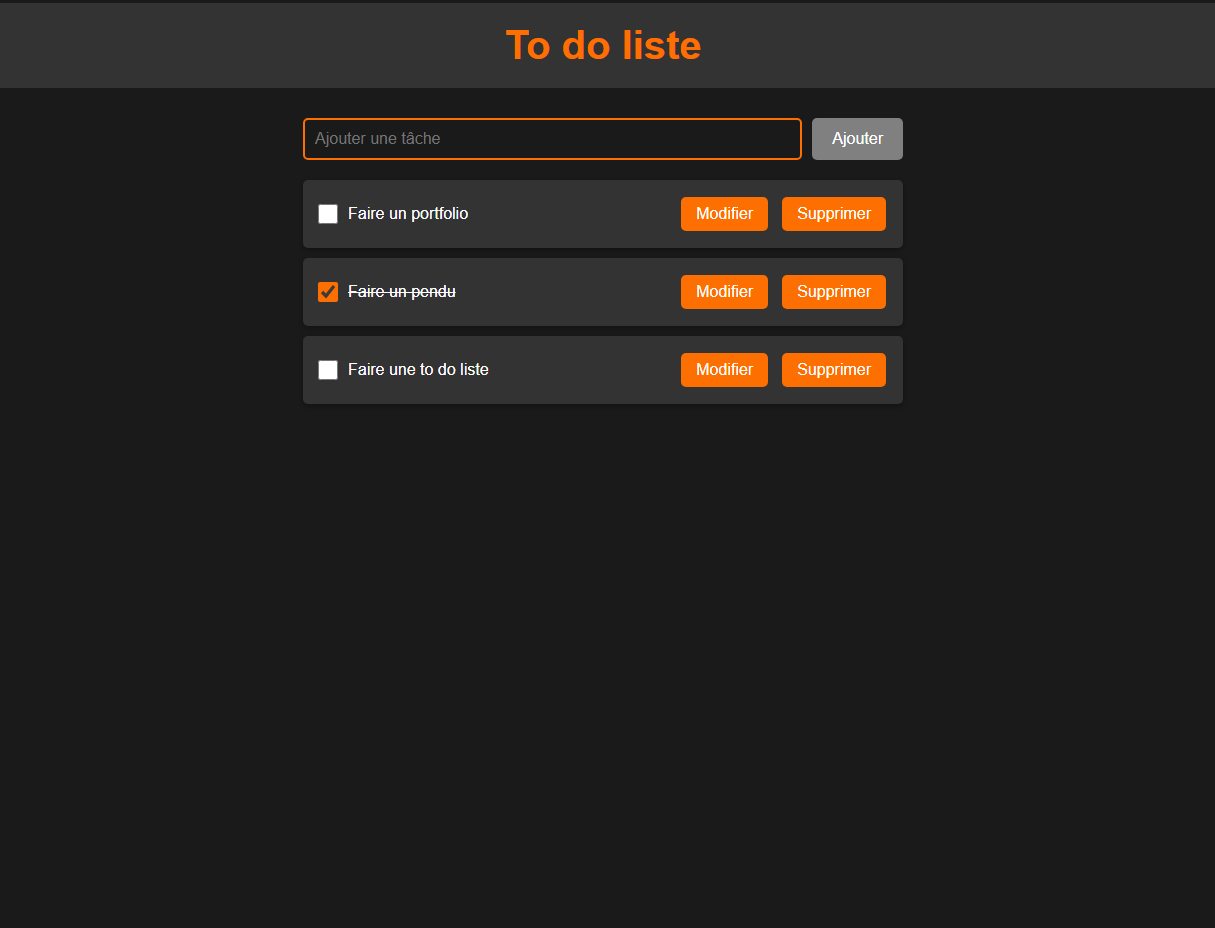 To do liste
Ajouter une tâche Ajouter
Faire un portfolio Modifier Supprimer
Faire un pendu Modifier Supprimer
Faire une to do liste Modifier Supprimer